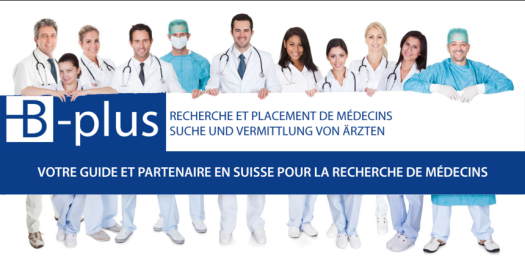 B-plus
RECHERCHE ET PLACEMENT DE MÉDECINS
SUCHE UND VERMITTLUNG VON ÄRZTEN
VOTRE GUIDE ET PARTENAIRE EN SUISSE POUR LA RECHERCHE DE MÉDECINS